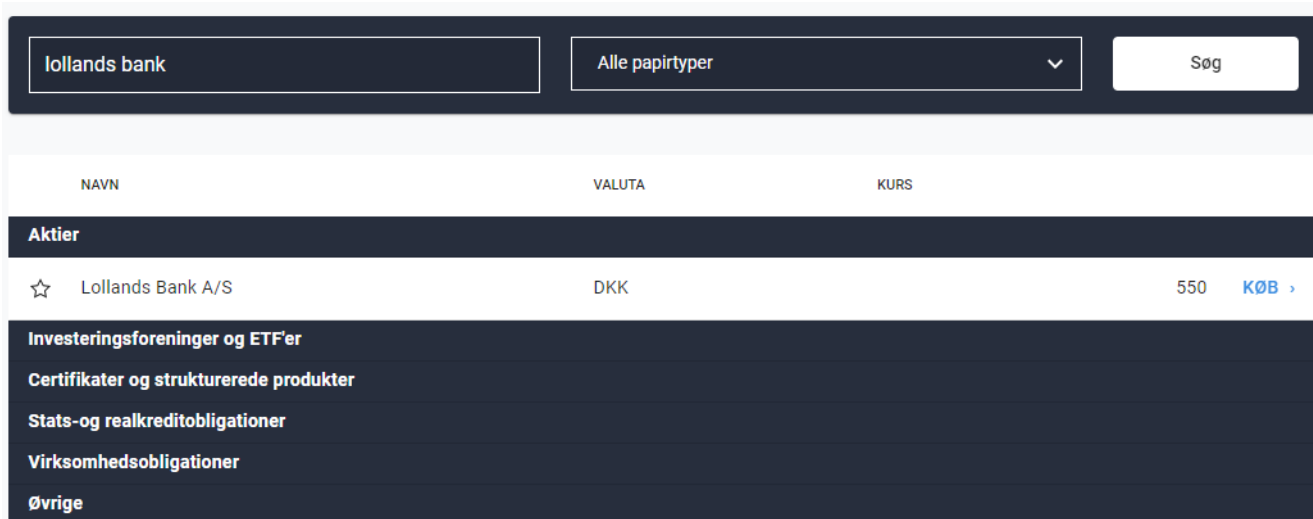 lollands bank Alle papirtyper Søg
NAVN VALUTA KURS
Aktier
Lollands Bank A/S DKK 550 KØB ›
Investeringsforeninger og ETF'er
Certifikater og strukturerede produkter
Stats-og realkreditobligationer
Virksomhedsobligationer
Øvrige